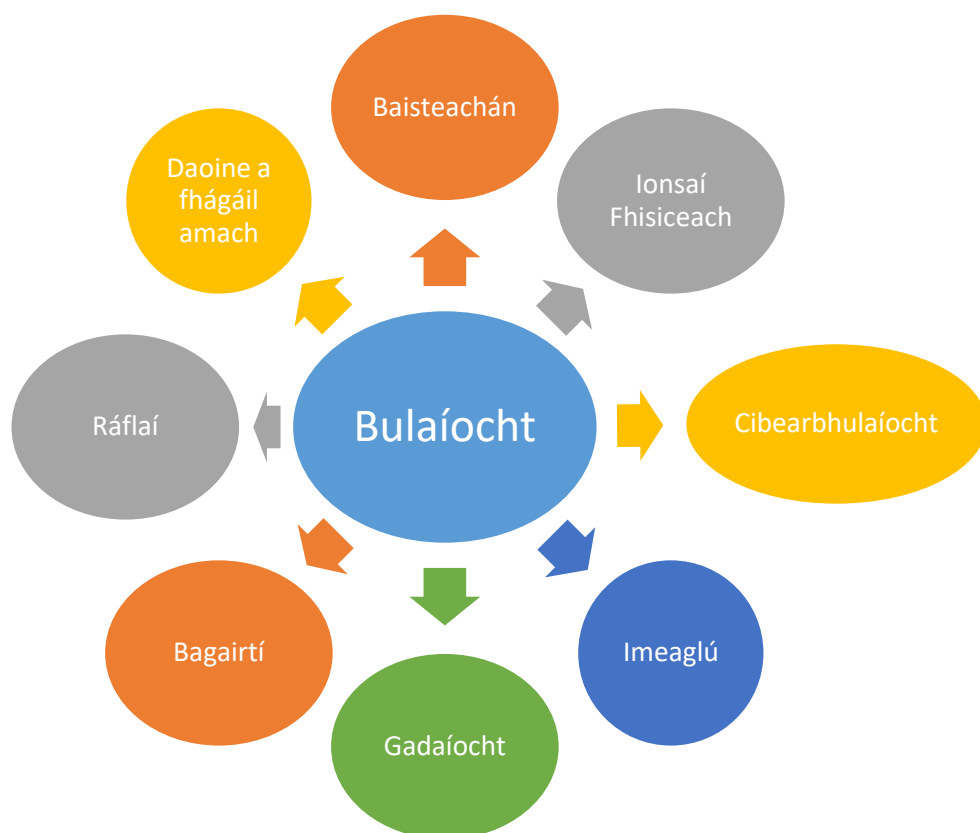 Baisteachán
Ionsaí
Fhisiceach
Daoine a
fhágáil
amach
Bulaíocht
Cibearbhulaíocht
Ráflaí
Bagairtí
Imeaglú
Gadaíocht